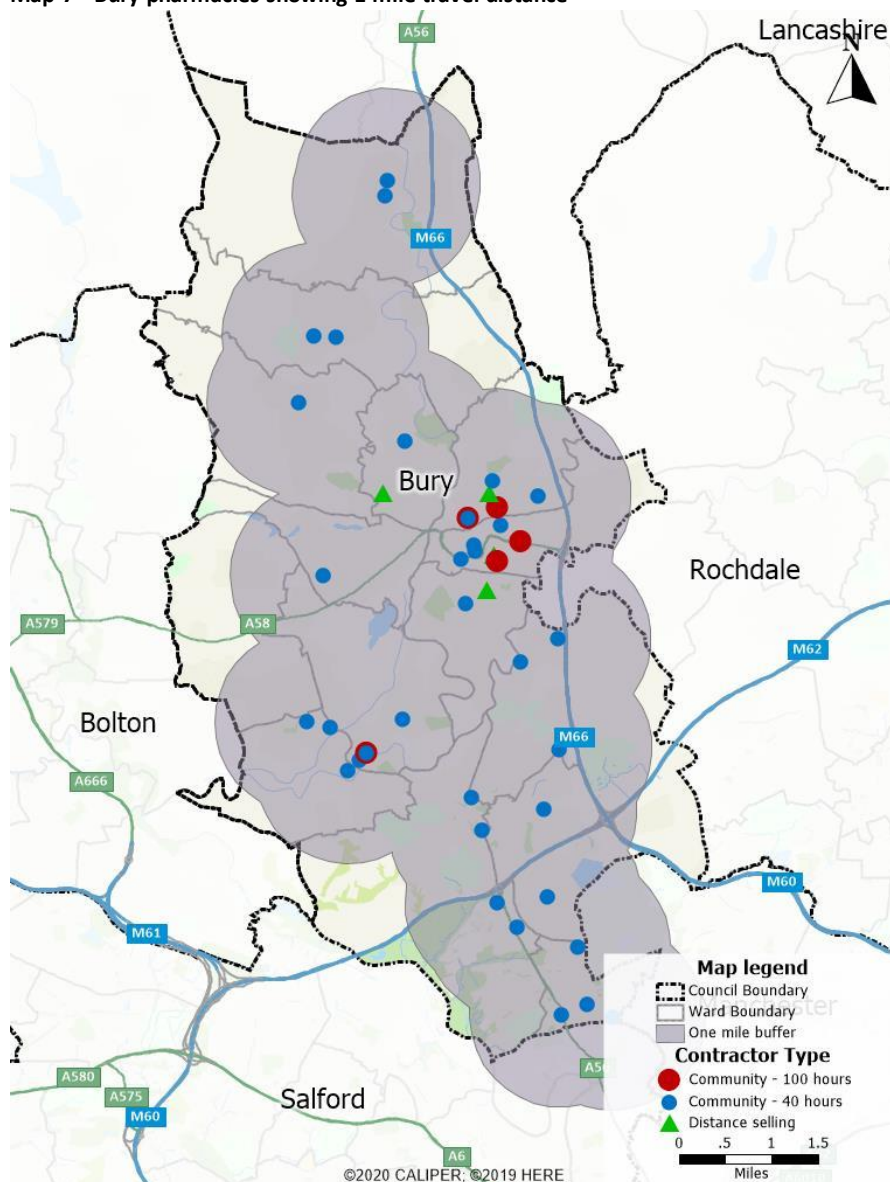 Map 7 - Bury pharmacies showing 1 mile travel distance
A56
Lancashire
N
M66
Bury
Rochdale
A579
A58
M62
Bolton
M66
A666
M60
M61
Map legend
Council Boundary
Manchester
Ward Boundary
One mile buffer
A56
Contractor Type
A580
Community - 100 hours
A575
Community - 40 hours
M60
Salford
Distance selling
0 .5 1 1.5
A6
Miles
©2020 CALIPER; ©2019 HERE